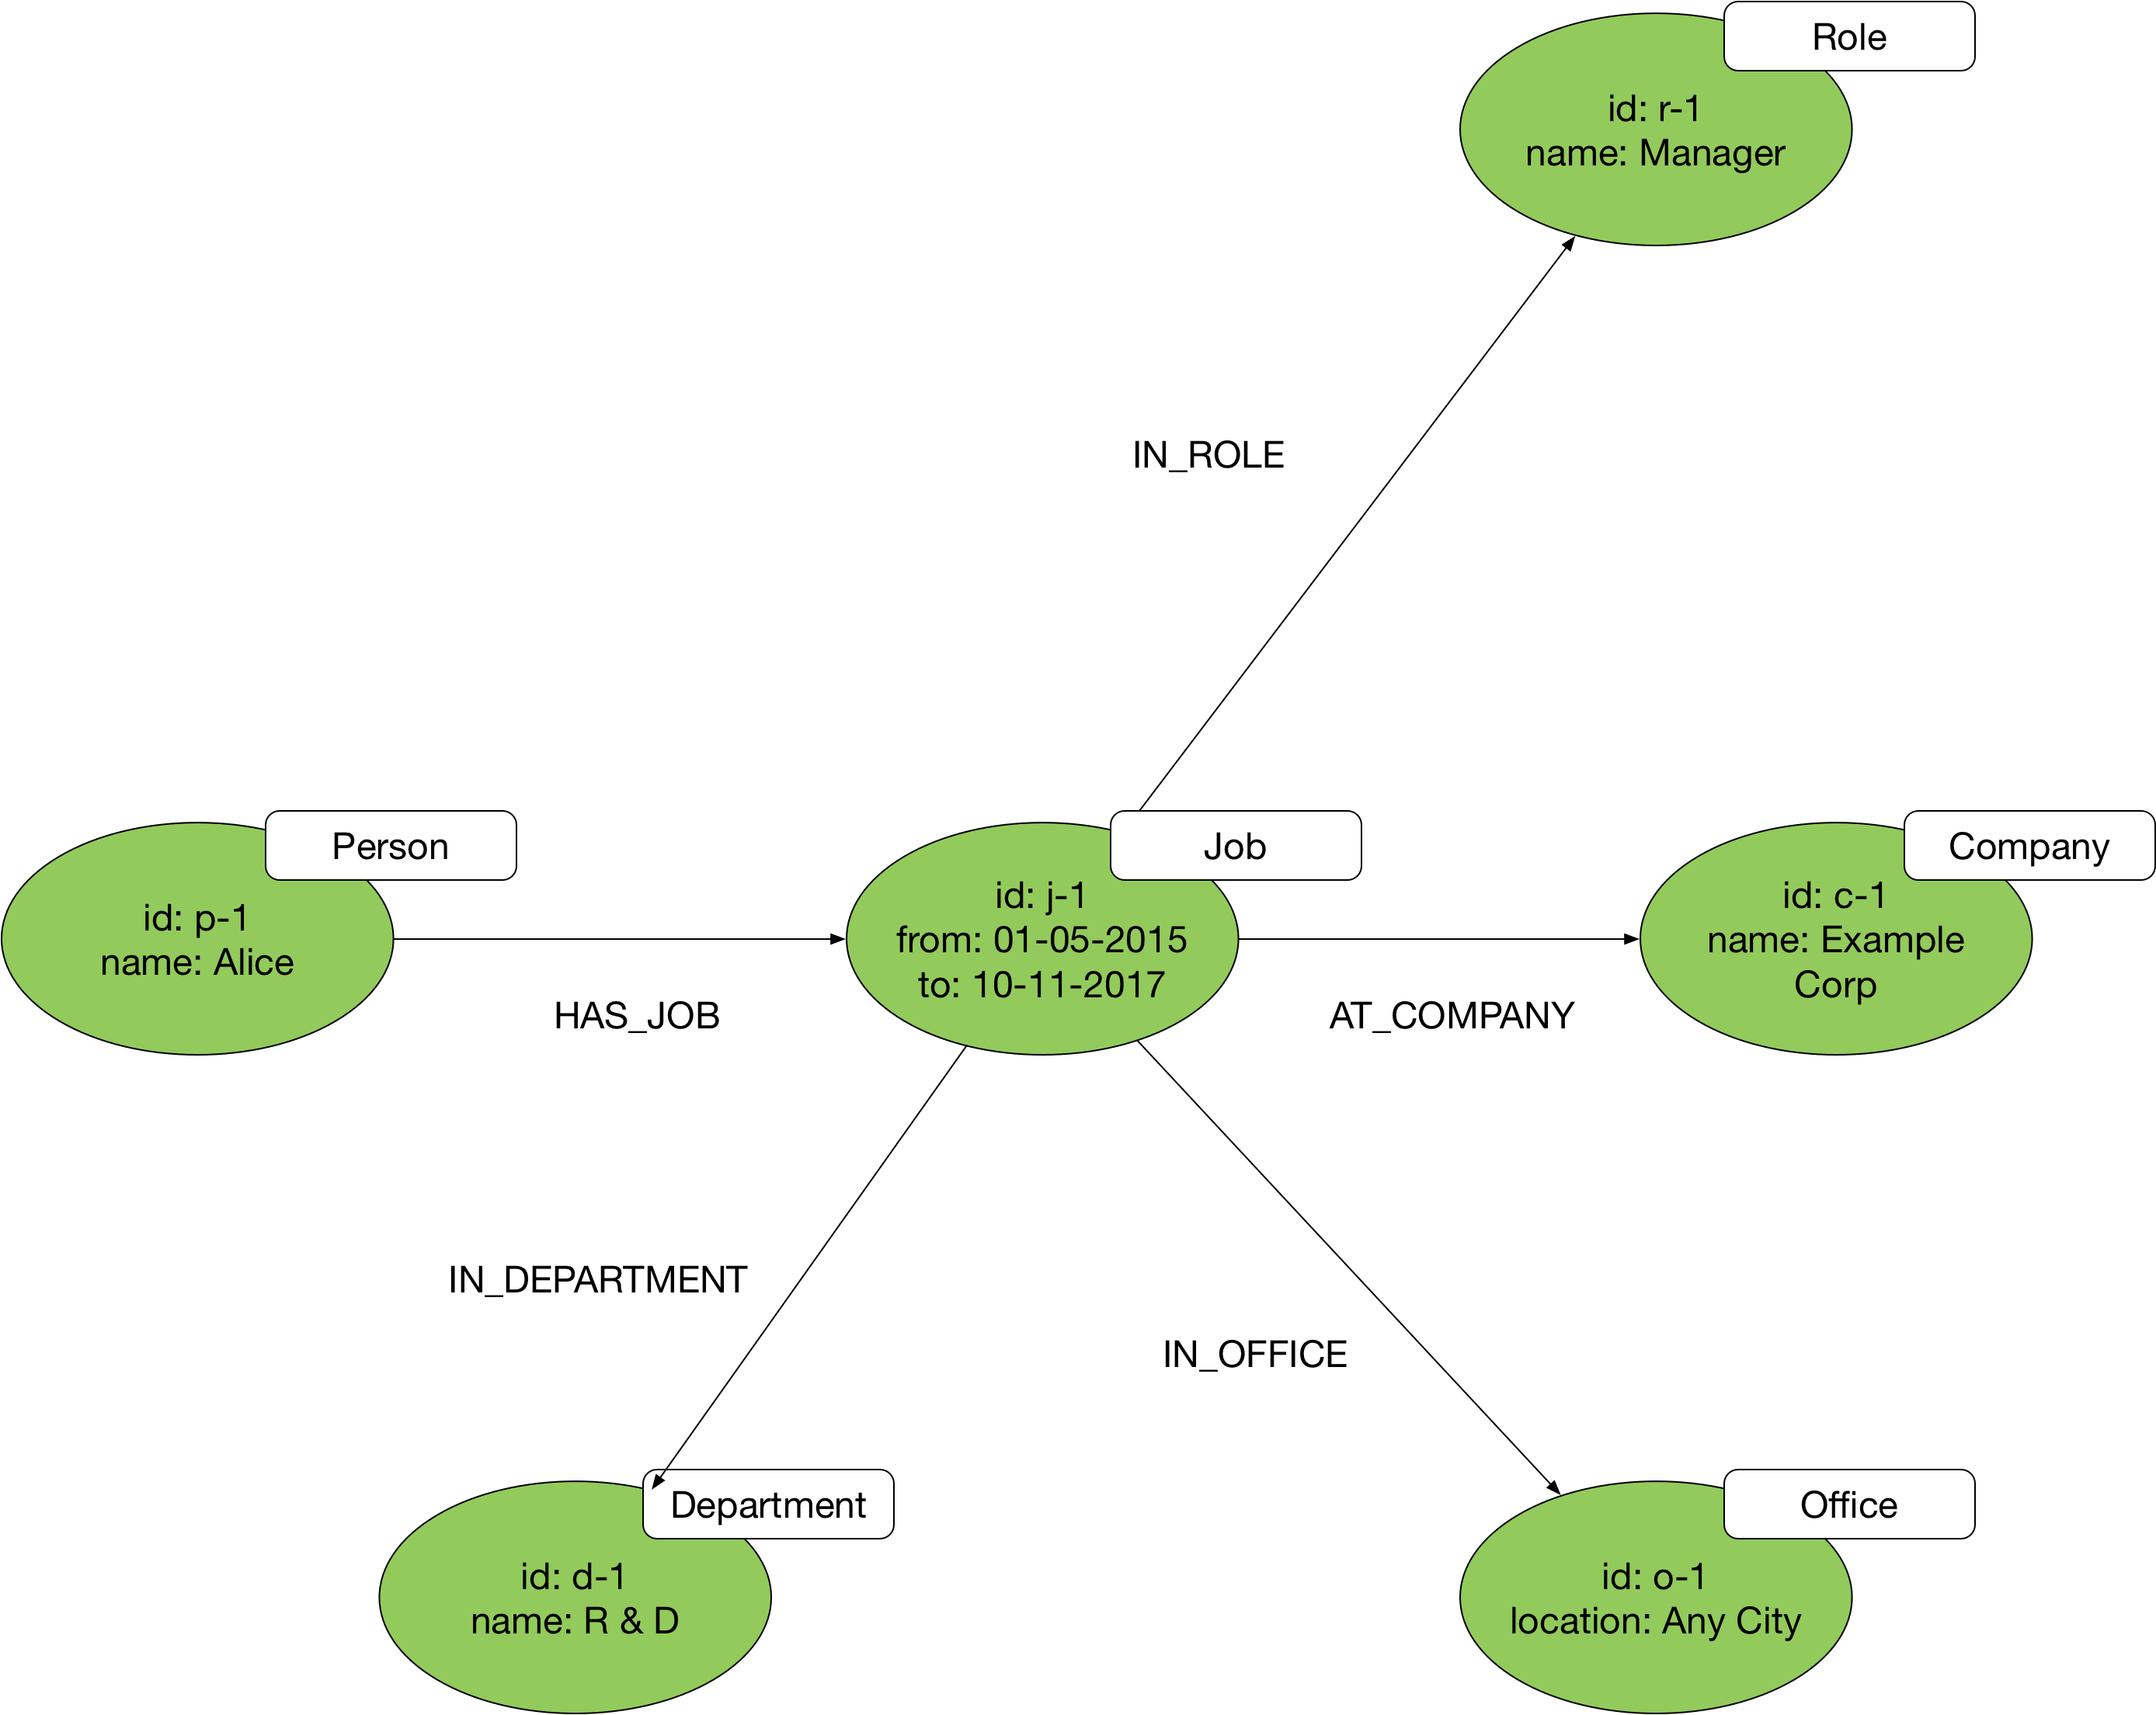 Role
id: r-1
name: Manager
IN_ROLE
Person
id: p-1
name: Alice
HAS_JOB
Job
id: j-1
from: 01-05-2015
to: 10-11-2017
AT_COMPANY
Company
id: c-1
name: Example
Corp
IN_DEPARTMENT
IN_OFFICE
Department
id: d-1
name: R & D
Office
id: o-1
location: Any City